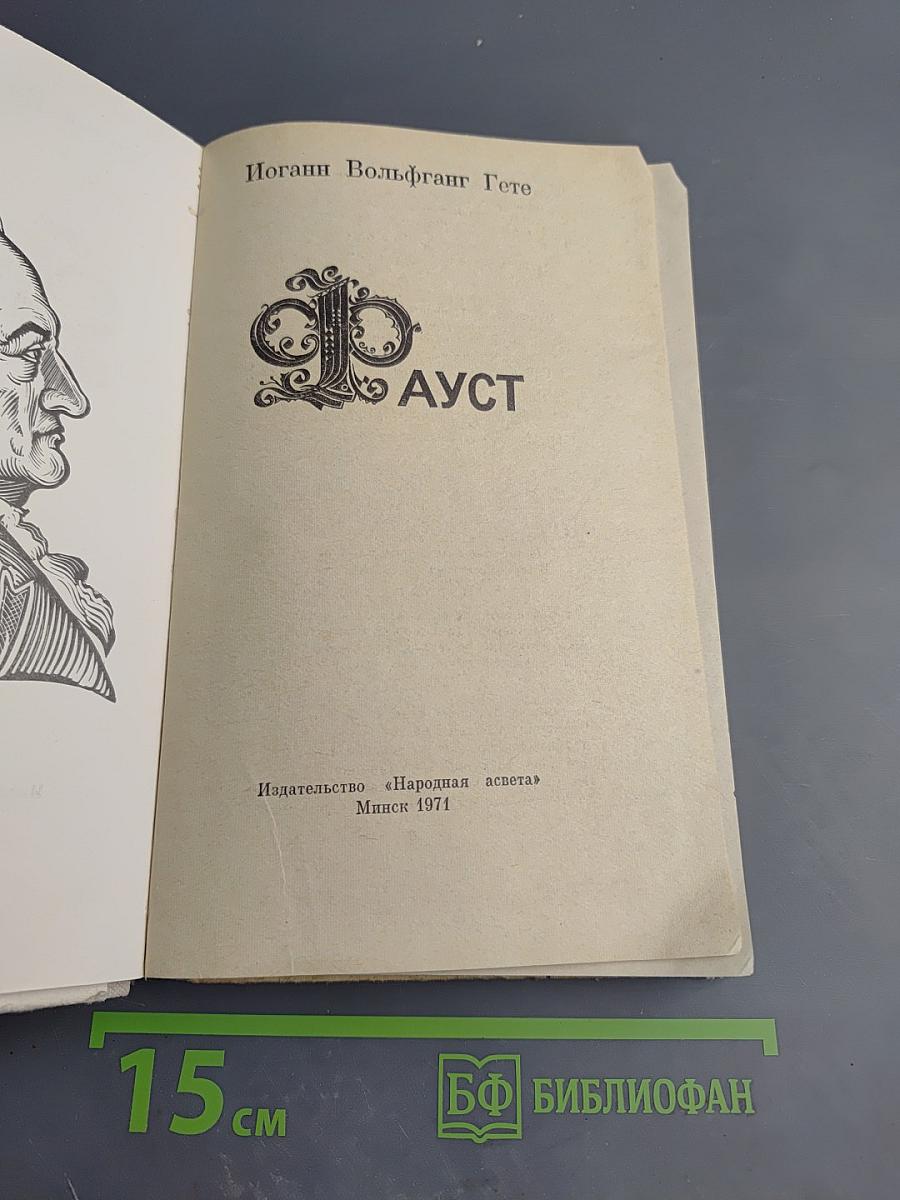 Иоганн Вольфганг Гете
ФАУСТ
Издательство «Народная асвета»
Минск 1971
15 см
БФ БИБЛИОФАН